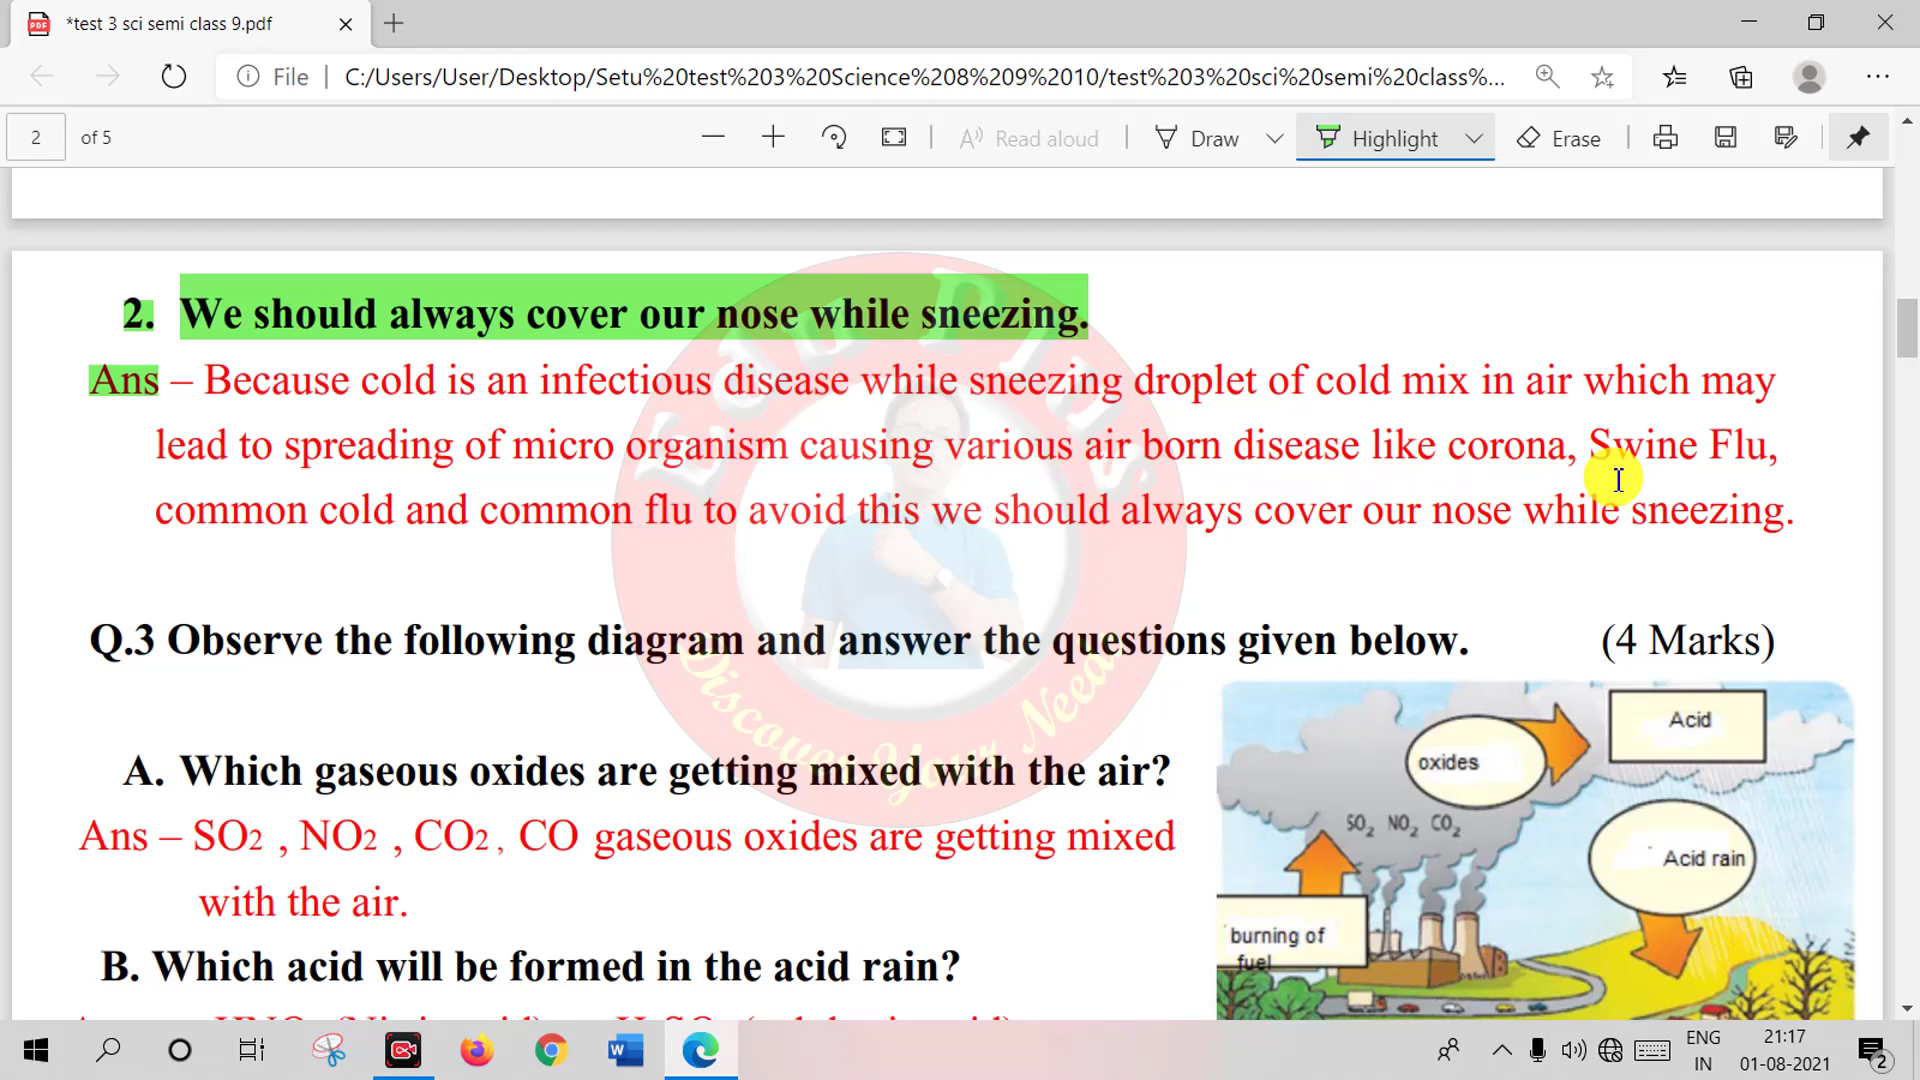 *test 3 sci semi class 9.pdf
File
C:/Users/User/Desktop/Setu%20test%203%20Science%208%209%2010/test%203%20sci%20semi%20class%...
2 of 5
Read aloud
Draw
Highlight
Erase
2. We should always cover our nose while sneezing.
Ans – Because cold is an infectious disease while sneezing droplet of cold mix in air which may
lead to spreading of micro organism causing various air born disease like corona, Swine Flu,
common cold and common flu to avoid this we should always cover our nose while sneezing.
Edu Plus
Discover Your Need
Q.3 Observe the following diagram and answer the questions given below. (4 Marks)
A. Which gaseous oxides are getting mixed with the air?
Ans – SO2 , NO2 , CO2 , CO gaseous oxides are getting mixed
with the air.
B. Which acid will be formed in the acid rain?
Acid
oxides
SO2 NO2 CO2
Acid rain
burning of
fuel
ENG
IN
21:17
01-08-2021
2